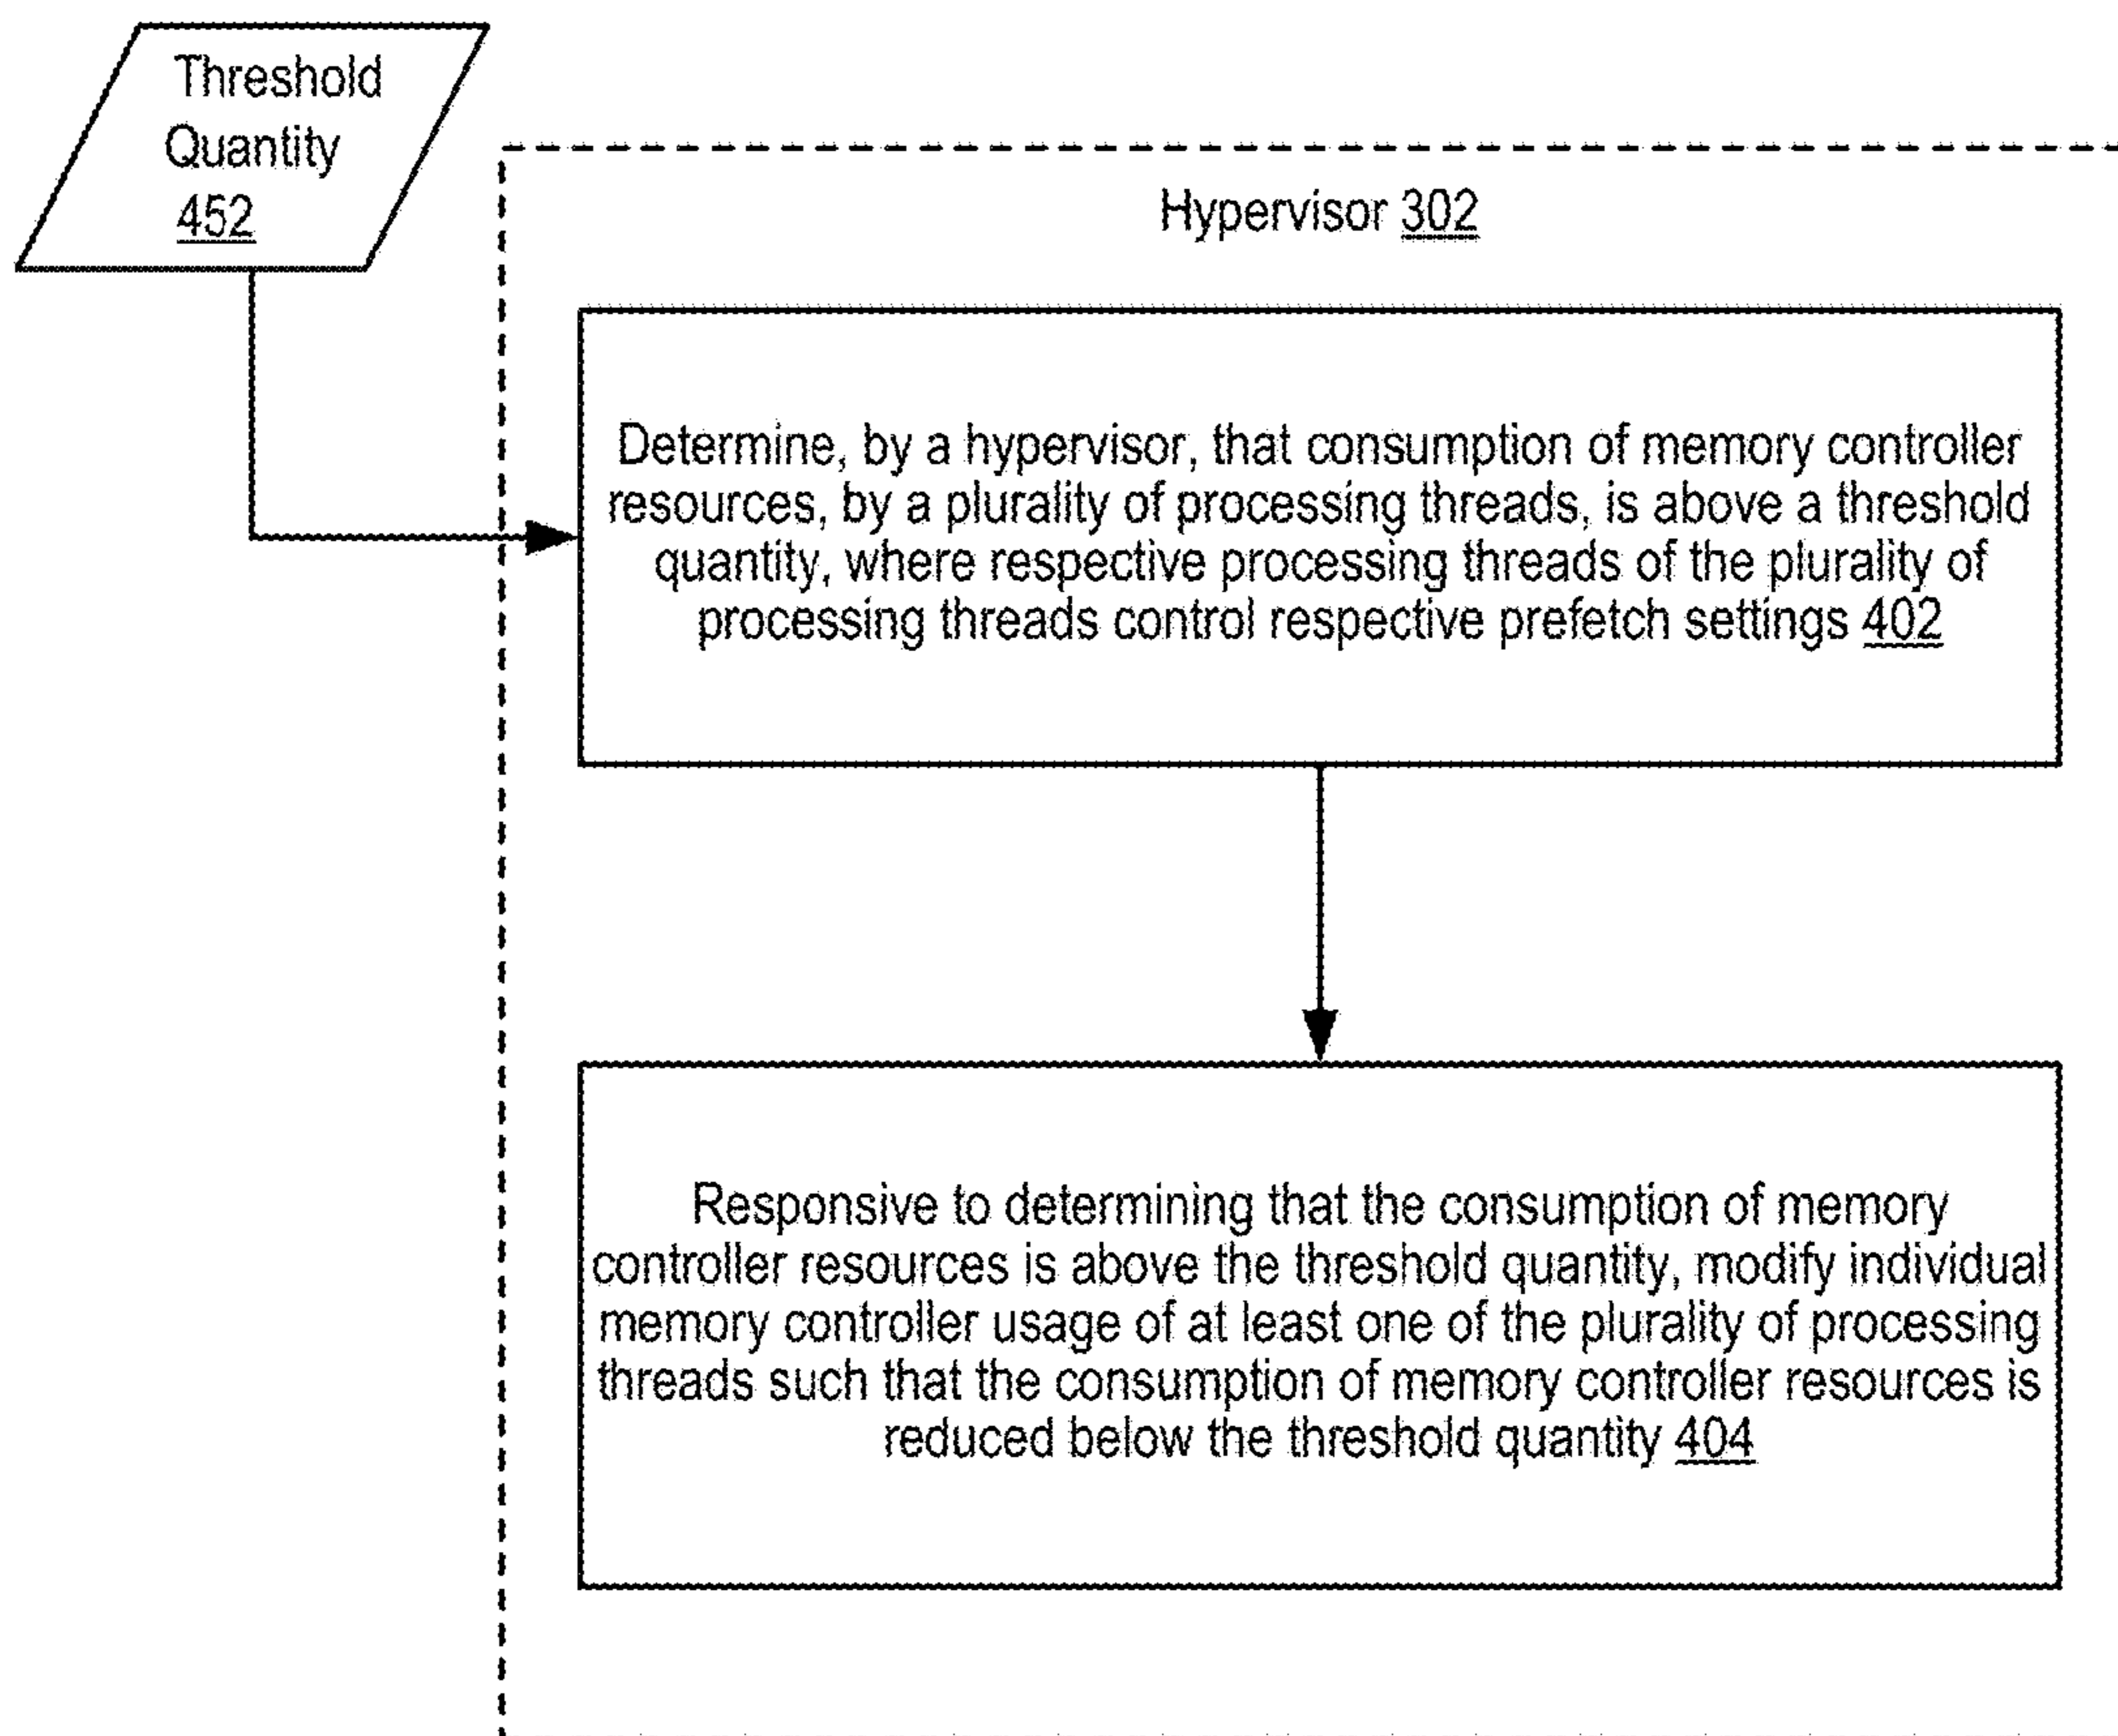 Threshold
Quantity
452
Hypervisor 302
Determine, by a hypervisor, that consumption of memory controller
resources, by a plurality of processing threads, is above a threshold
quantity, where respective processing threads of the plurality of
processing threads control respective prefetch settings 402
Responsive to determining that the consumption of memory
controller resources is above the threshold quantity, modify individual
memory controller usage of at least one of the plurality of processing
threads such that the consumption of memory controller resources is
reduced below the threshold quantity 404